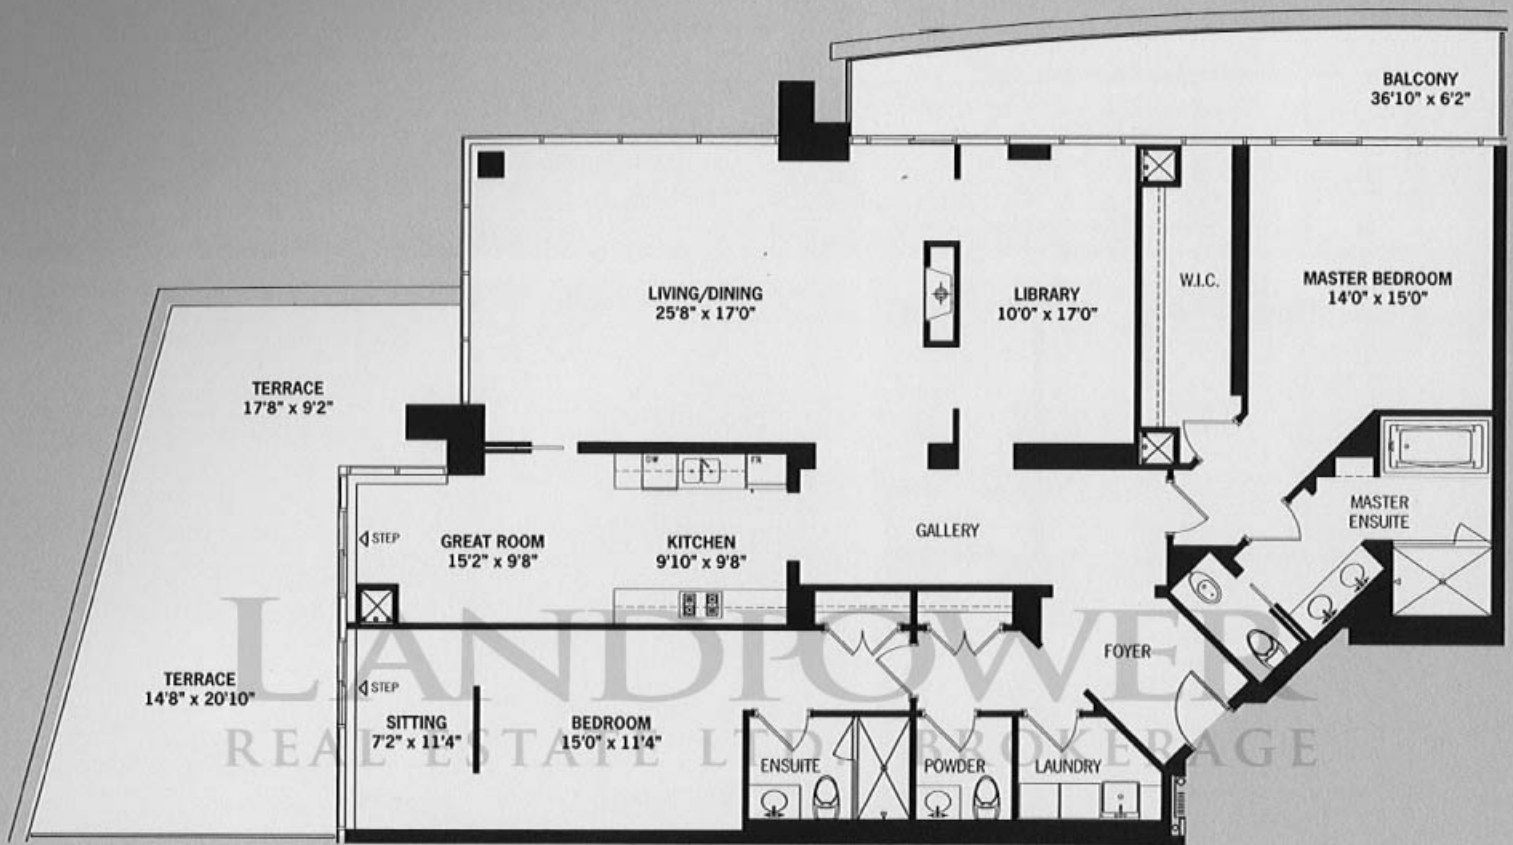 BALCONY
36'10" x 6'2"
LIVING/DINING
25'8" x 17'0"
LIBRARY
10'0" x 17'0"
W.I.C.
MASTER BEDROOM
14'0" x 15'0"
TERRACE
17'8" x 9'2"
DW
FR
MASTER
ENSUITE
STEP
GREAT ROOM
15'2" x 9'8"
KITCHEN
9'10" x 9'8"
GALLERY
LANDPOWER
REAL ESTATE LTD. BROKERAGE
FOYER
TERRACE
14'8" x 20'10"
STEP
SITTING
7'2" x 11'4"
BEDROOM
15'0" x 11'4"
ENSUITE
POWDER
LAUNDRY